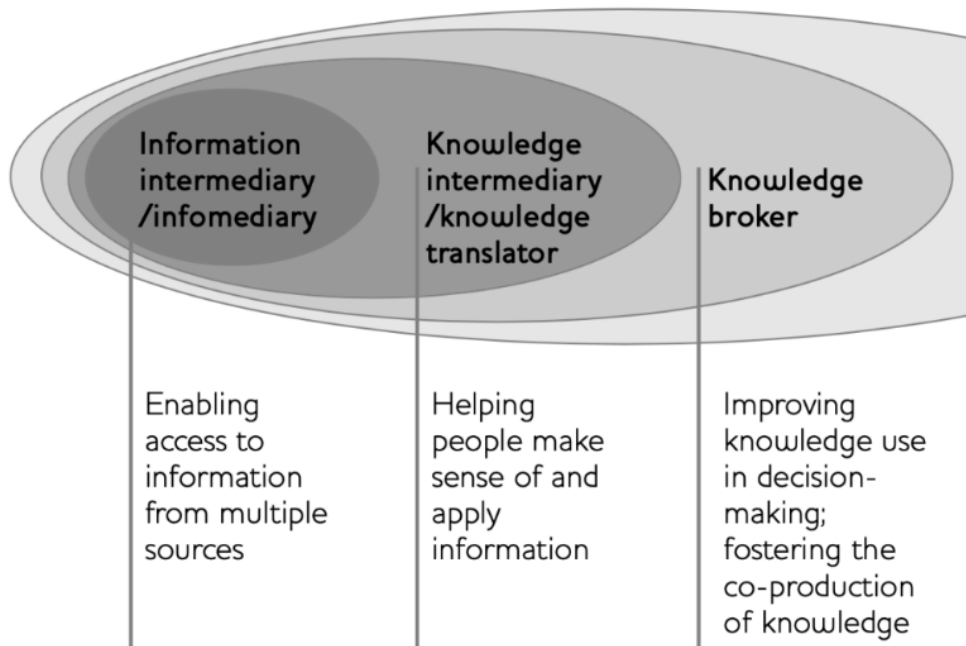 Information
intermediary
/infomediary
Knowledge
intermediary
/knowledge
translator
Knowledge
broker
Enabling
access to
information
from multiple
sources
Helping
people make
sense of and
apply
information
Improving
knowledge use
in decision-
making;
fostering the
co-production
of knowledge